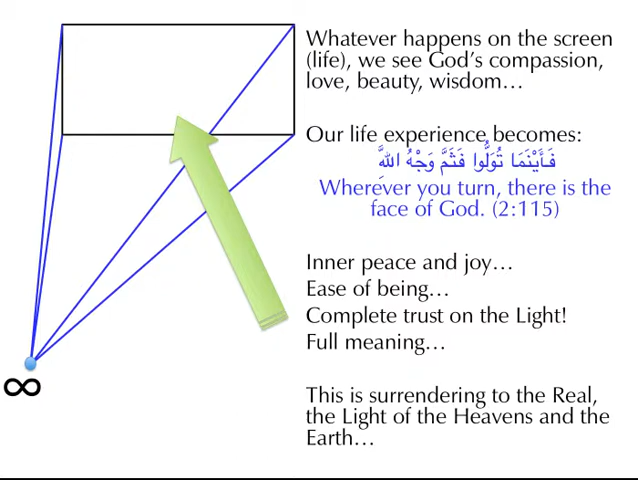 Whatever happens on the screen
(life), we see God's compassion,
love, beauty, wisdom…
Our life experience becomes:
فَأَيْنَمَا تُوَلُّوا فَثَمَّ وَجْهُ اللَّهِ
Wherever you turn, there is the
face of God. (2:115)
Inner peace and joy…
Ease of being…
Complete trust on the Light!
Full meaning…
This is surrendering to the Real,
the Light of the Heavens and the
Earth…
∞